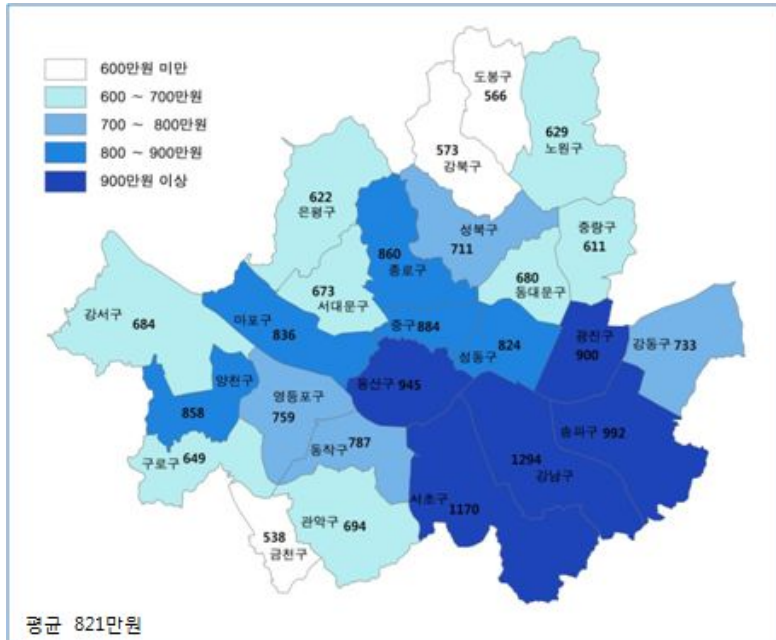 600만원 미만
600 ~ 700만원
700 ~ 800만원
800 ~ 900만원
900만원 이상
도봉구
566
573
강북구
629
노원구
622
은평구
성북구
711
중랑구
611
860
종로구
673
서대문구
680
동대문구
강서구
684
마포구
836
중구 884
성동구
824
광진구
900
강동구 733
양천구
858
영등포구
759
용산구 945
송파구 992
구로구 649
동작구 787
1294
강남구
서초구
1170
538
금천구
관악구 694
평균 821만원